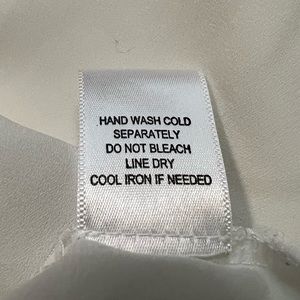 HAND WASH COLD
SEPARATELY
DO NOT BLEACH
LINE DRY
COOL IRON IF NEEDED